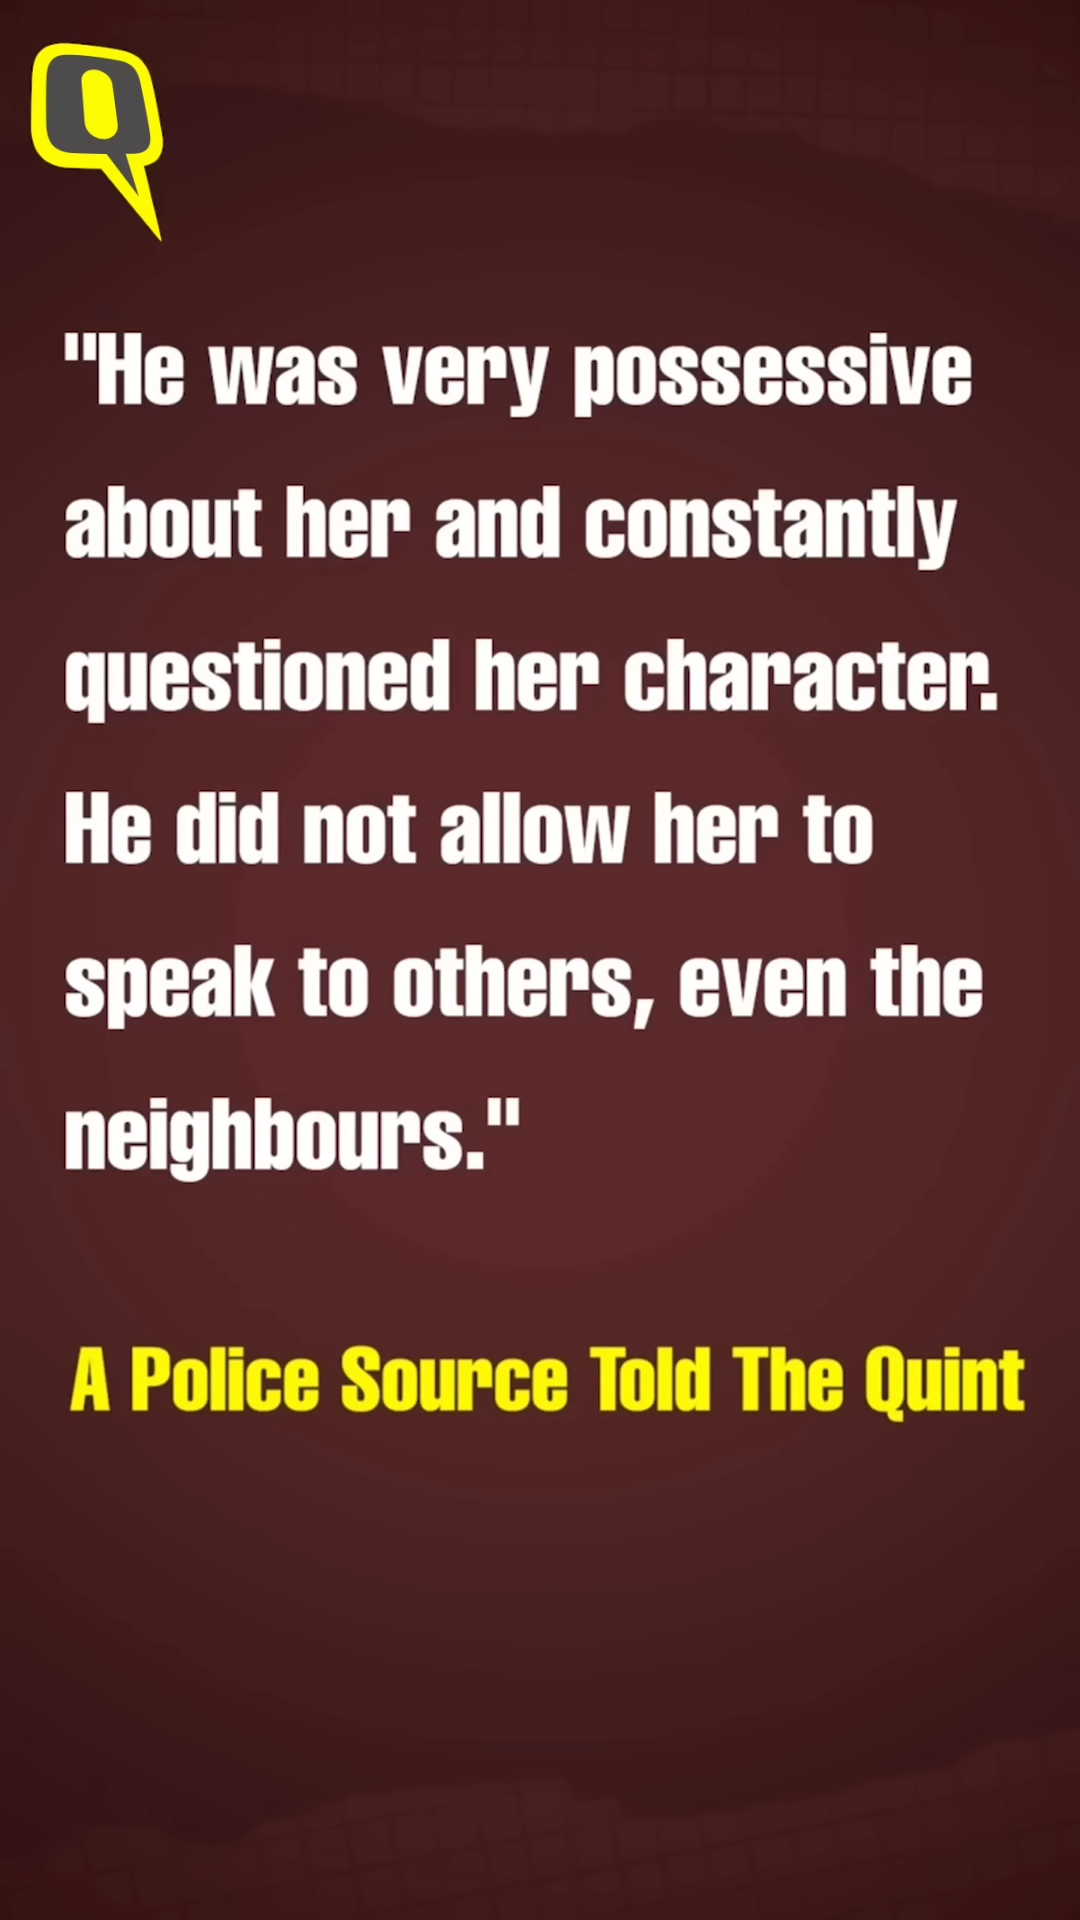 "He was very possessive
about her and constantly
questioned her character.
He did not allow her to
speak to others, even the
neighbours."
A Police Source Told The Quint